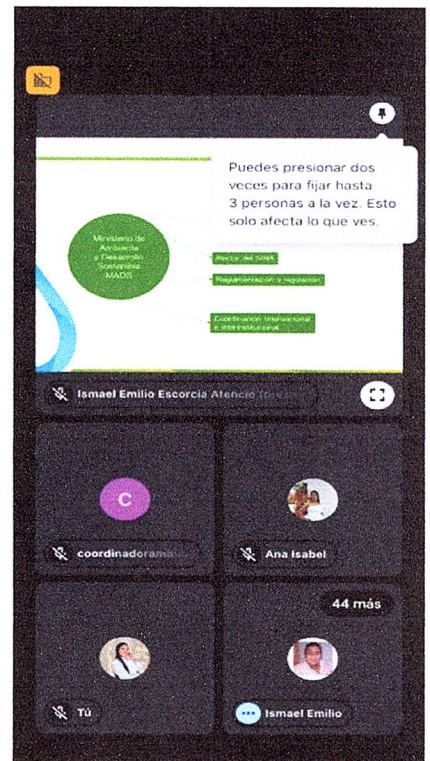 Puedes presionar dos
veces para fijar hasta
3 personas a la vez. Esto
solo afecta lo que ves.
Ministerio de
Ambiente
y Desarrollo
Sostenible
MADS
Rector del SINA
Reglamentación y regulación
Coordinación Intersectorial
e interinstitucional
Ismael Emilio Escorcia Atencio
C
coordinadorama
Ana Isabel
44 más
Tú
Ismael Emilio